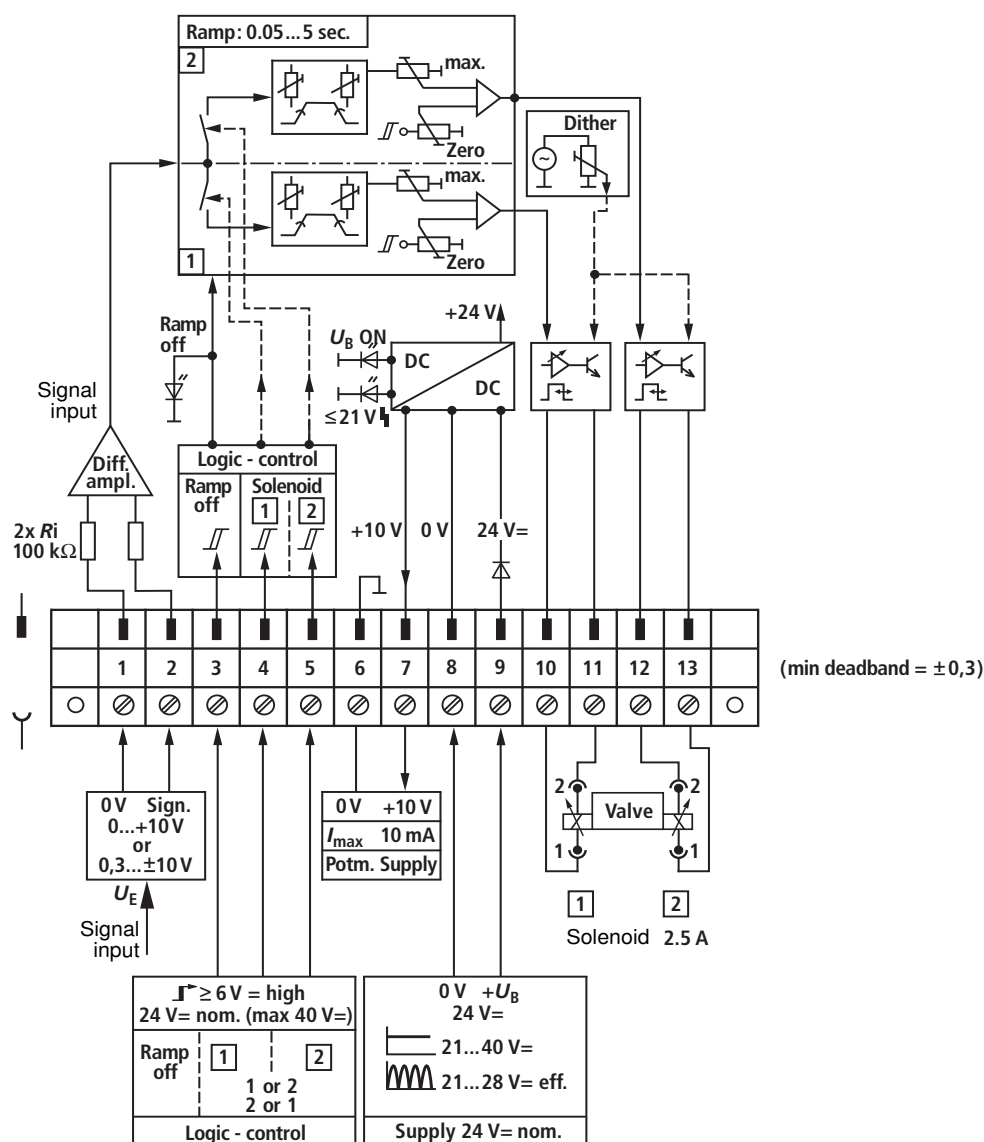 Ramp: 0.05...5 sec.
2
max.
Zero
max.
Zero
1
Dither
~
Ramp
off
+24 V
U_B ON
DC
DC
≤21 V
Signal
input
Diff.
ampl.
Logic - control
Ramp
off
Solenoid
1 2
2x Ri
100 kΩ
+10 V 0 V 24 V=
1 2 3 4 5 6 7 8 9 10 11 12 13
(min deadband = ±0,3)
0 V Sign.
0...+10 V
or
0,3...±10 V
U_E
Signal
input
0 V +10 V
I_max 10 mA
Potm. Supply
2 Valve 2
1 1
1 2
Solenoid 2.5 A
≥ 6 V = high
24 V= nom. (max 40 V=)
Ramp
off
1 2
1 or 2
2 or 1
Logic - control
0 V +U_B
24 V=
21...40 V=
21...28 V= eff.
Supply 24 V= nom.